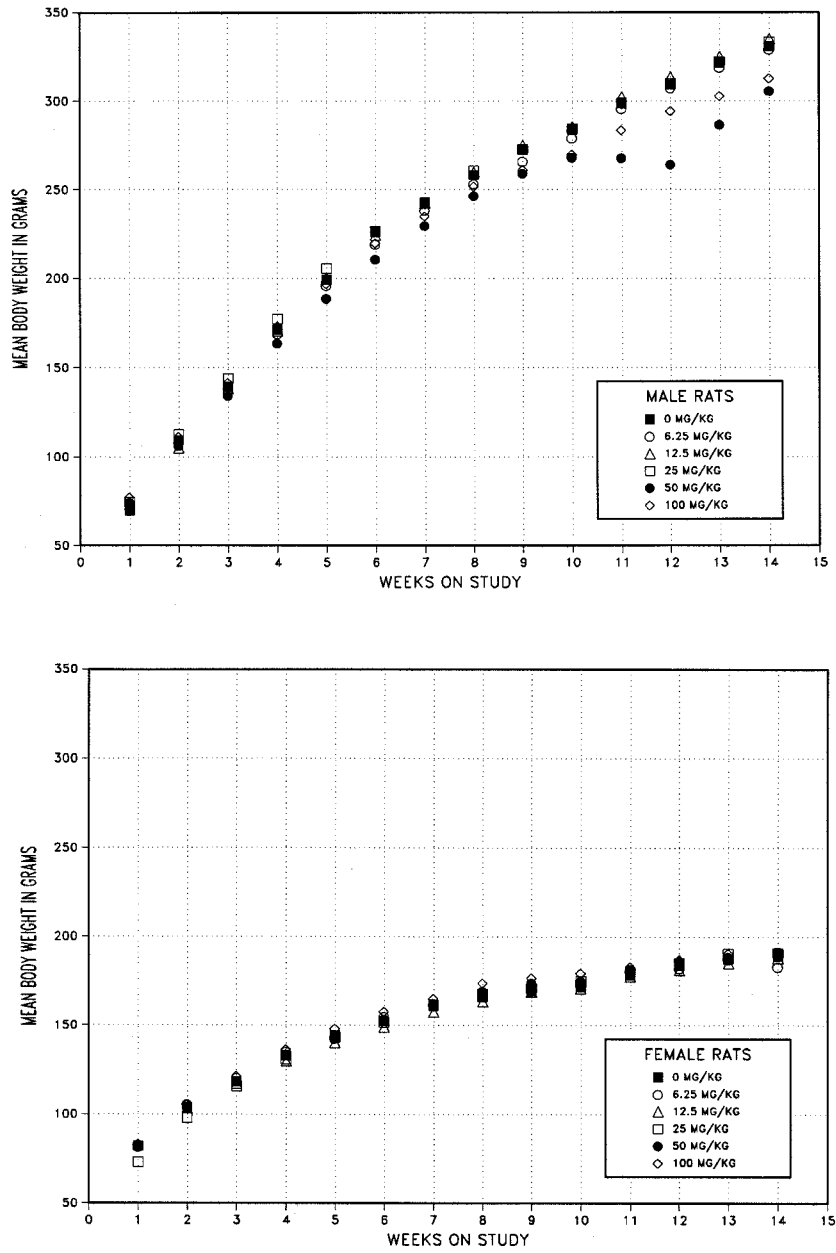 350
300
250
200
150
100
50
MEAN BODY WEIGHT IN GRAMS
0 1 2 3 4 5 6 7 8 9 10 11 12 13 14 15
WEEKS ON STUDY
MALE RATS
0 MG/KG
6.25 MG/KG
12.5 MG/KG
25 MG/KG
50 MG/KG
100 MG/KG
350
300
250
200
150
100
50
MEAN BODY WEIGHT IN GRAMS
0 1 2 3 4 5 6 7 8 9 10 11 12 13 14 15
WEEKS ON STUDY
FEMALE RATS
0 MG/KG
6.25 MG/KG
12.5 MG/KG
25 MG/KG
50 MG/KG
100 MG/KG